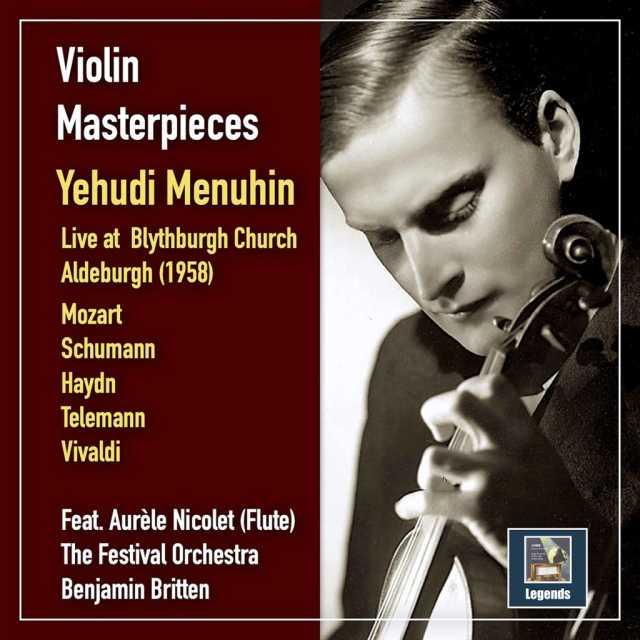 Violin
Masterpieces
Yehudi Menuhin
Live at Blythburgh Church
Aldeburgh (1958)
Mozart
Schumann
Haydn
Telemann
Vivaldi
Feat. Aurèle Nicolet (Flute)
The Festival Orchestra
Benjamin Britten
Legends